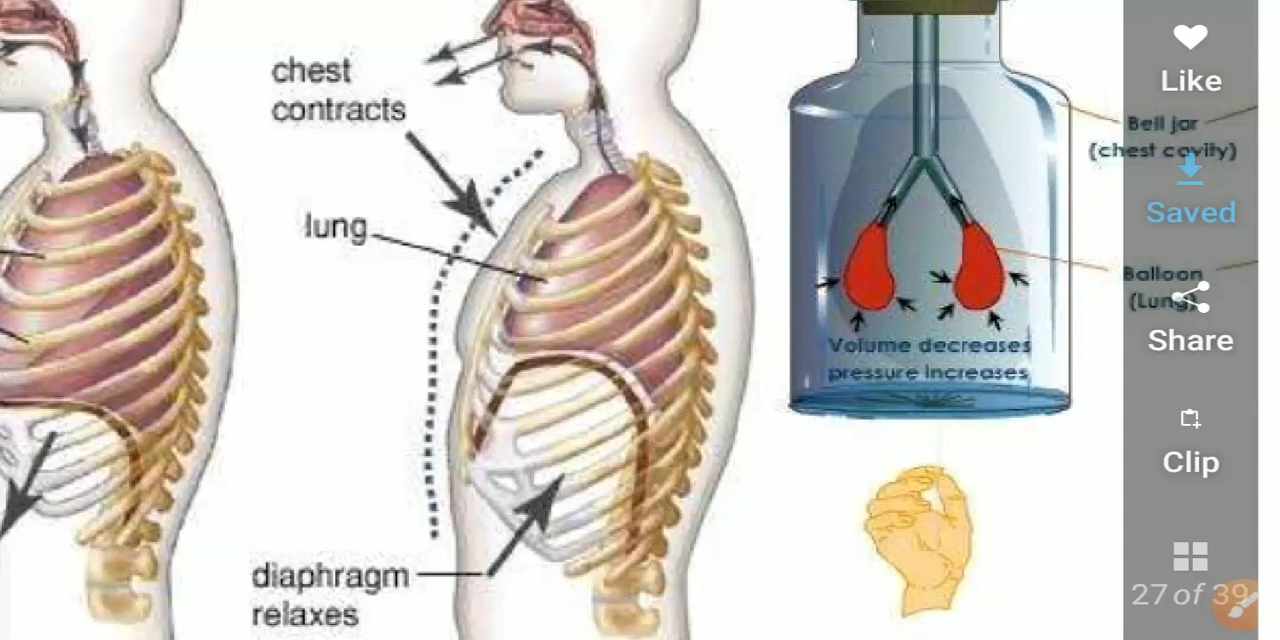 chest
contracts
lung
diaphragm
relaxes
Bell jar
(chest cavity)
Balloon
(Lung)
Volume decreases
pressure increases
Like
Saved
Share
Clip
27 of 39